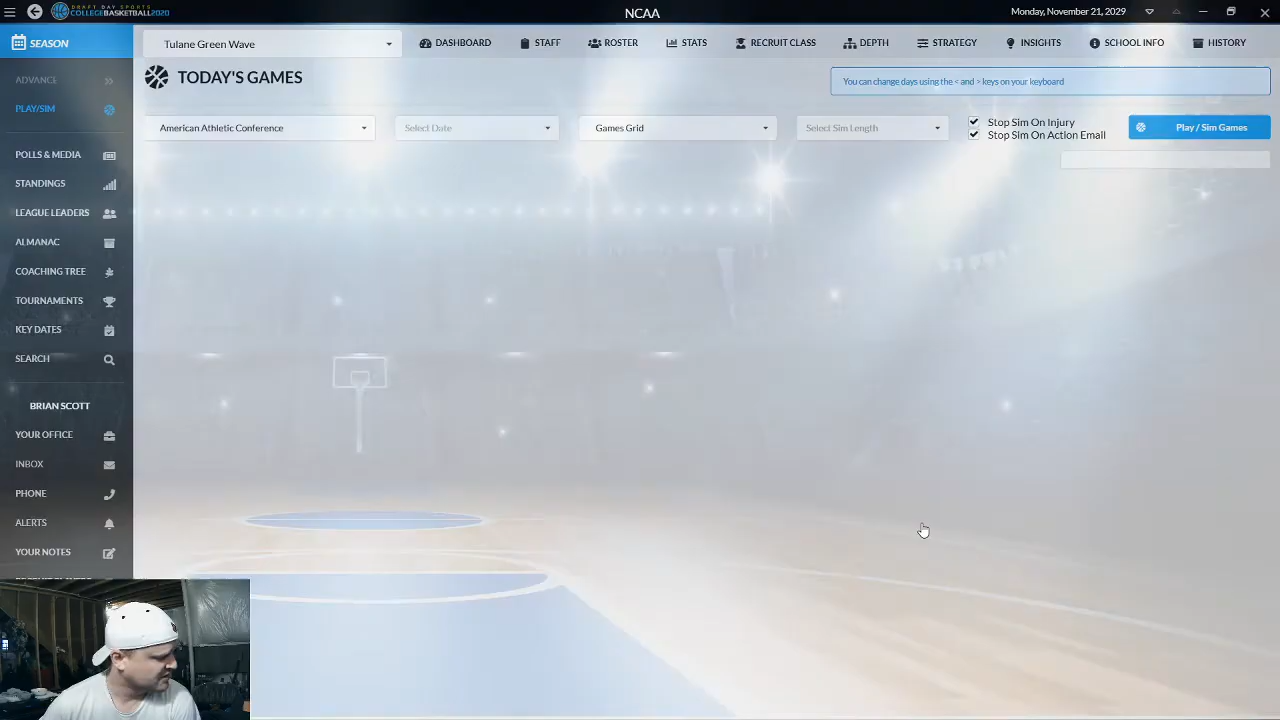 DRAFT DAY SPORTS
COLLEGEBASKETBALL2020
NCAA
Monday, November 21, 2029
SEASON
Tulane Green Wave
DASHBOARD
STAFF
ROSTER
STATS
RECRUIT CLASS
DEPTH
STRATEGY
INSIGHTS
SCHOOL INFO
HISTORY
ADVANCE
TODAY'S GAMES
You can change days using the < and > keys on your keyboard
PLAY/SIM
American Athletic Conference
Select Date
Games Grid
Select Sim Length
Stop Sim On Injury
Stop Sim On Action Email
Play / Sim Games
POLLS & MEDIA
STANDINGS
LEAGUE LEADERS
ALMANAC
COACHING TREE
TOURNAMENTS
KEY DATES
SEARCH
BRIAN SCOTT
YOUR OFFICE
INBOX
PHONE
ALERTS
YOUR NOTES